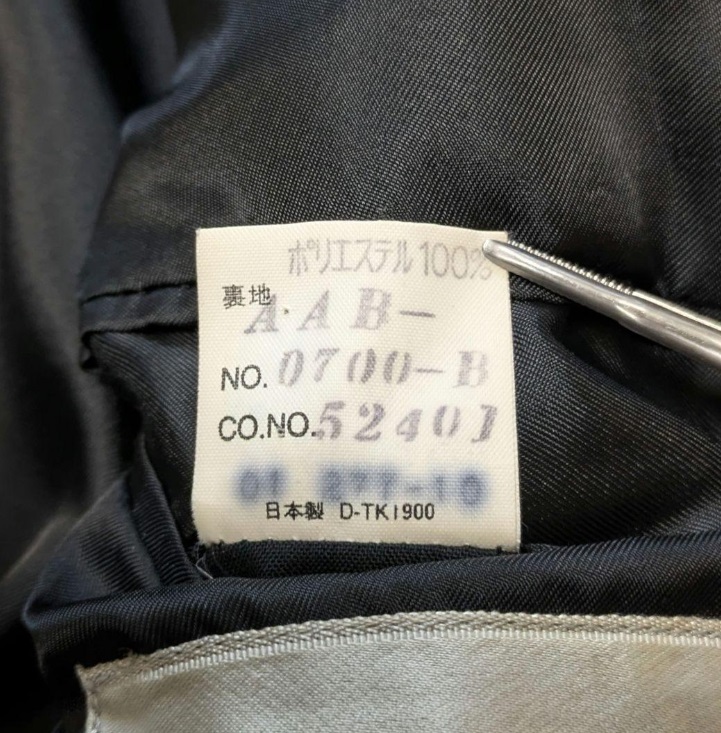 ポリエステル100%
裏地
A.AB-
NO. 0700-B
CO.NO. 52401
日本製 D-TK1900